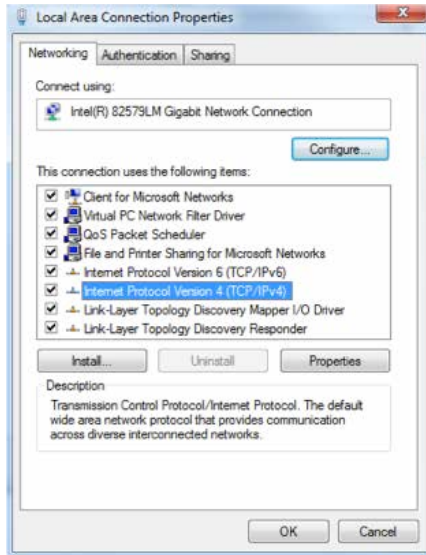 Local Area Connection Properties
Networking Authentication Sharing
Connect using:
Intel(R) 82579LM Gigabit Network Connection
Configure...
This connection uses the following items:
Client for Microsoft Networks
Virtual PC Network Filter Driver
QoS Packet Scheduler
File and Printer Sharing for Microsoft Networks
Internet Protocol Version 6 (TCP/IPv6)
Internet Protocol Version 4 (TCP/IPv4)
Link-Layer Topology Discovery Mapper I/O Driver
Link-Layer Topology Discovery Responder
Install... Uninstall Properties
Description
Transmission Control Protocol/Internet Protocol. The default
wide area network protocol that provides communication
across diverse interconnected networks.
OK Cancel